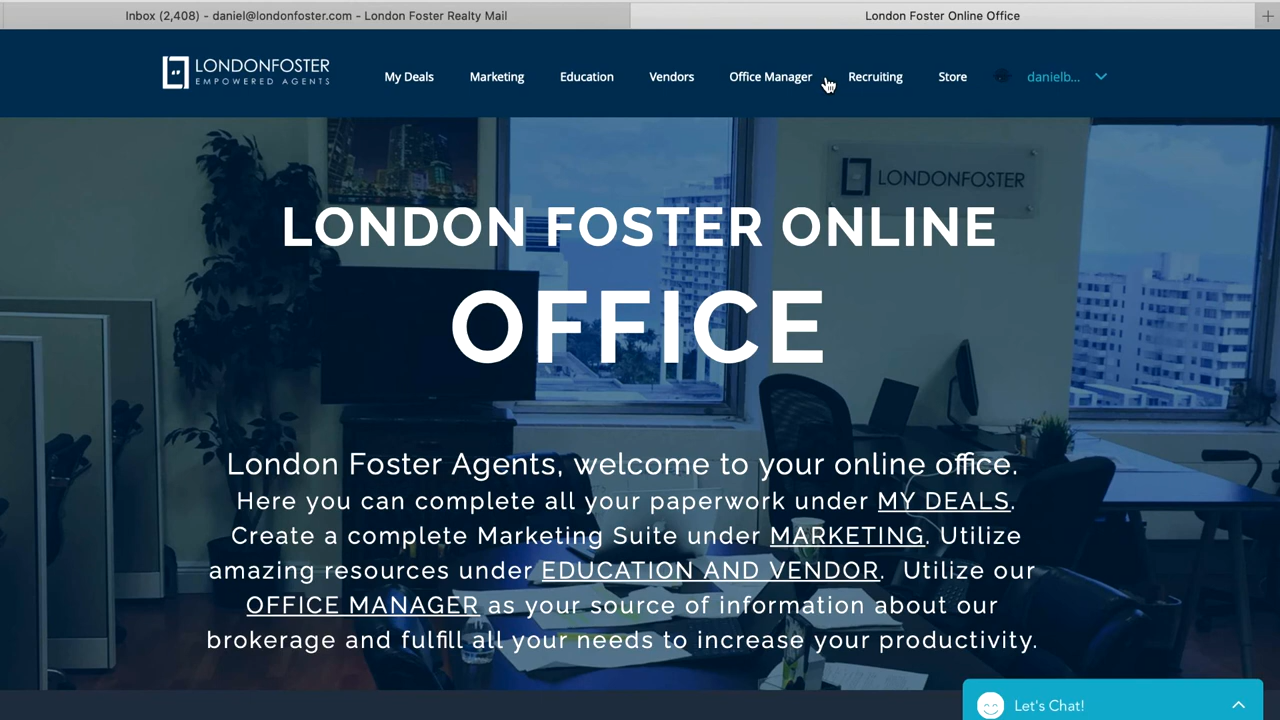 Inbox (2,408) - daniel@londonfoster.com - London Foster Realty Mail
London Foster Online Office
LONDONFOSTER
EMPOWERED AGENTS
My Deals
Marketing
Education
Vendors
Office Manager
Recruiting
Store
danielb...
LONDONFOSTER
LONDON FOSTER ONLINE
OFFICE
London Foster Agents, welcome to your online office.
Here you can complete all your paperwork under MY DEALS.
Create a complete Marketing Suite under MARKETING. Utilize
amazing resources under EDUCATION AND VENDOR. Utilize our
OFFICE MANAGER as your source of information about our
brokerage and fulfill all your needs to increase your productivity.
Let's Chat!